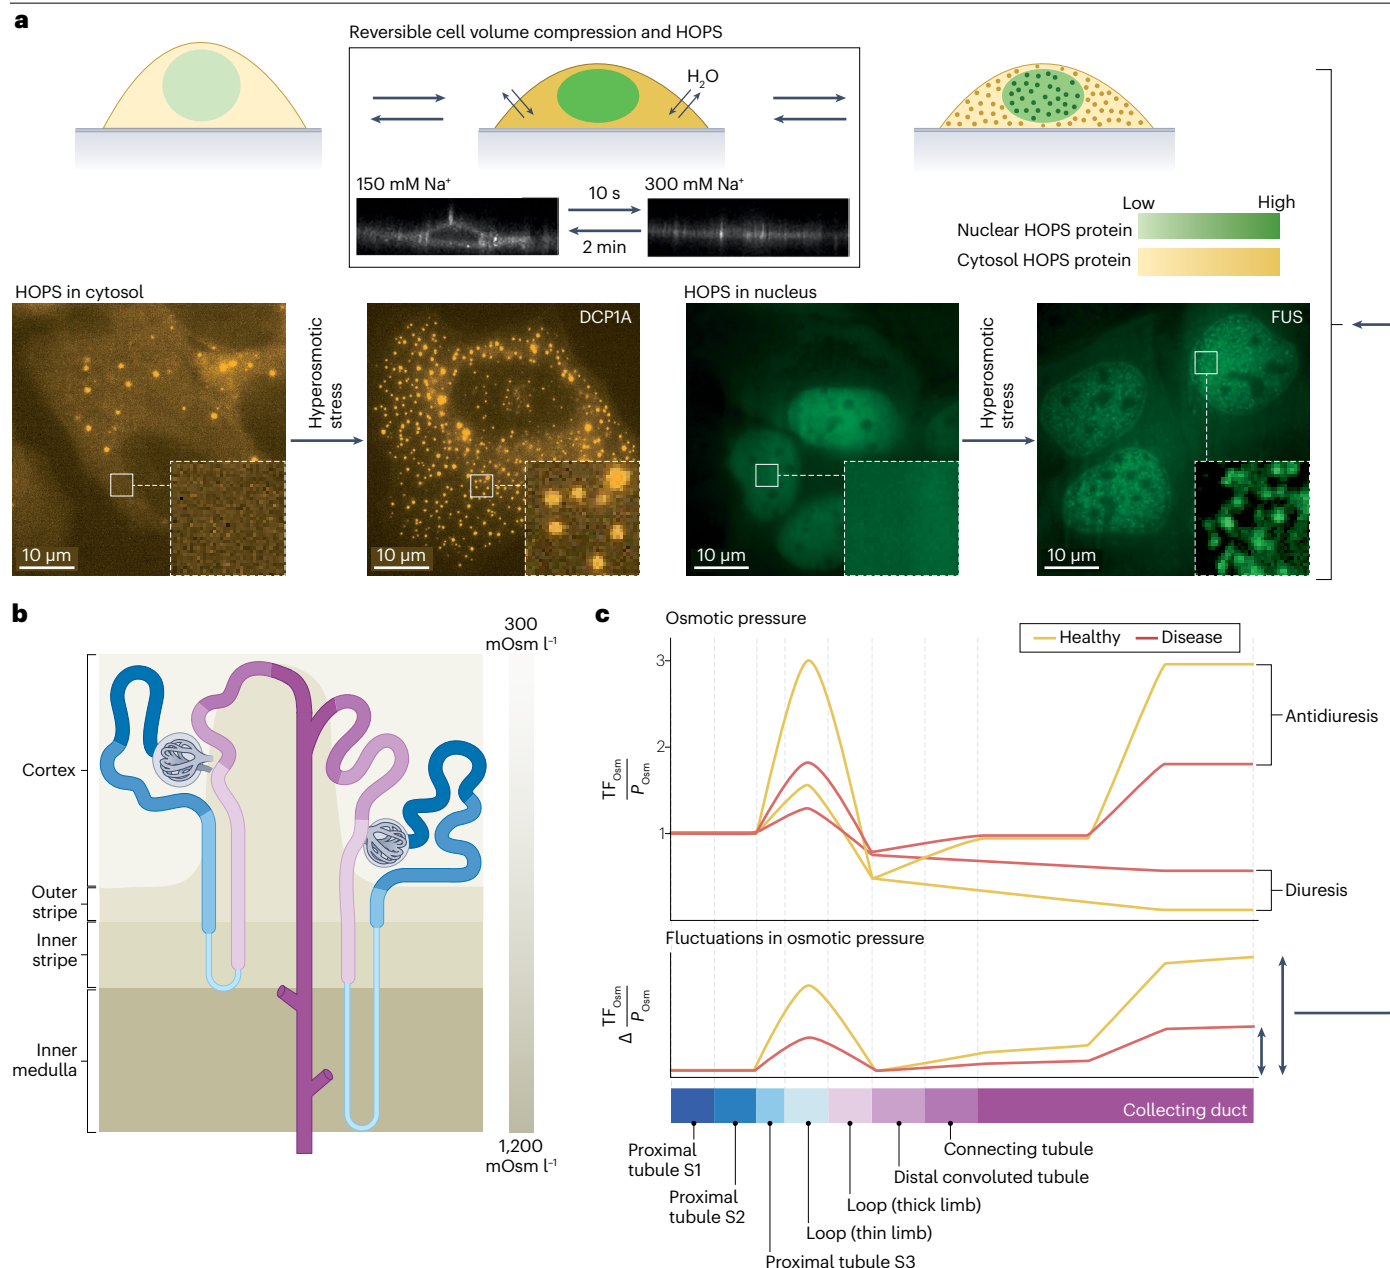 a
Reversible cell volume compression and HOPS
H₂O
150 mM Na⁺
10 s
300 mM Na⁺
2 min
Low
High
Nuclear HOPS protein
Cytosol HOPS protein
HOPS in cytosol
Hyperosmotic
stress
DCP1A
10 µm
10 µm
HOPS in nucleus
Hyperosmotic
stress
FUS
10 µm
10 µm
b
300
mOsm l⁻¹
Cortex
Outer
stripe
Inner
stripe
Inner
medulla
1,200
mOsm l⁻¹
c
Osmotic pressure
Healthy
Disease
3
2
1
TF_Osm
P_Osm
Antidiuresis
Diuresis
Fluctuations in osmotic pressure
Δ TF_Osm
P_Osm
Collecting duct
Proximal
tubule S1
Proximal
tubule S2
Proximal tubule S3
Loop (thin limb)
Loop (thick limb)
Distal convoluted tubule
Connecting tubule